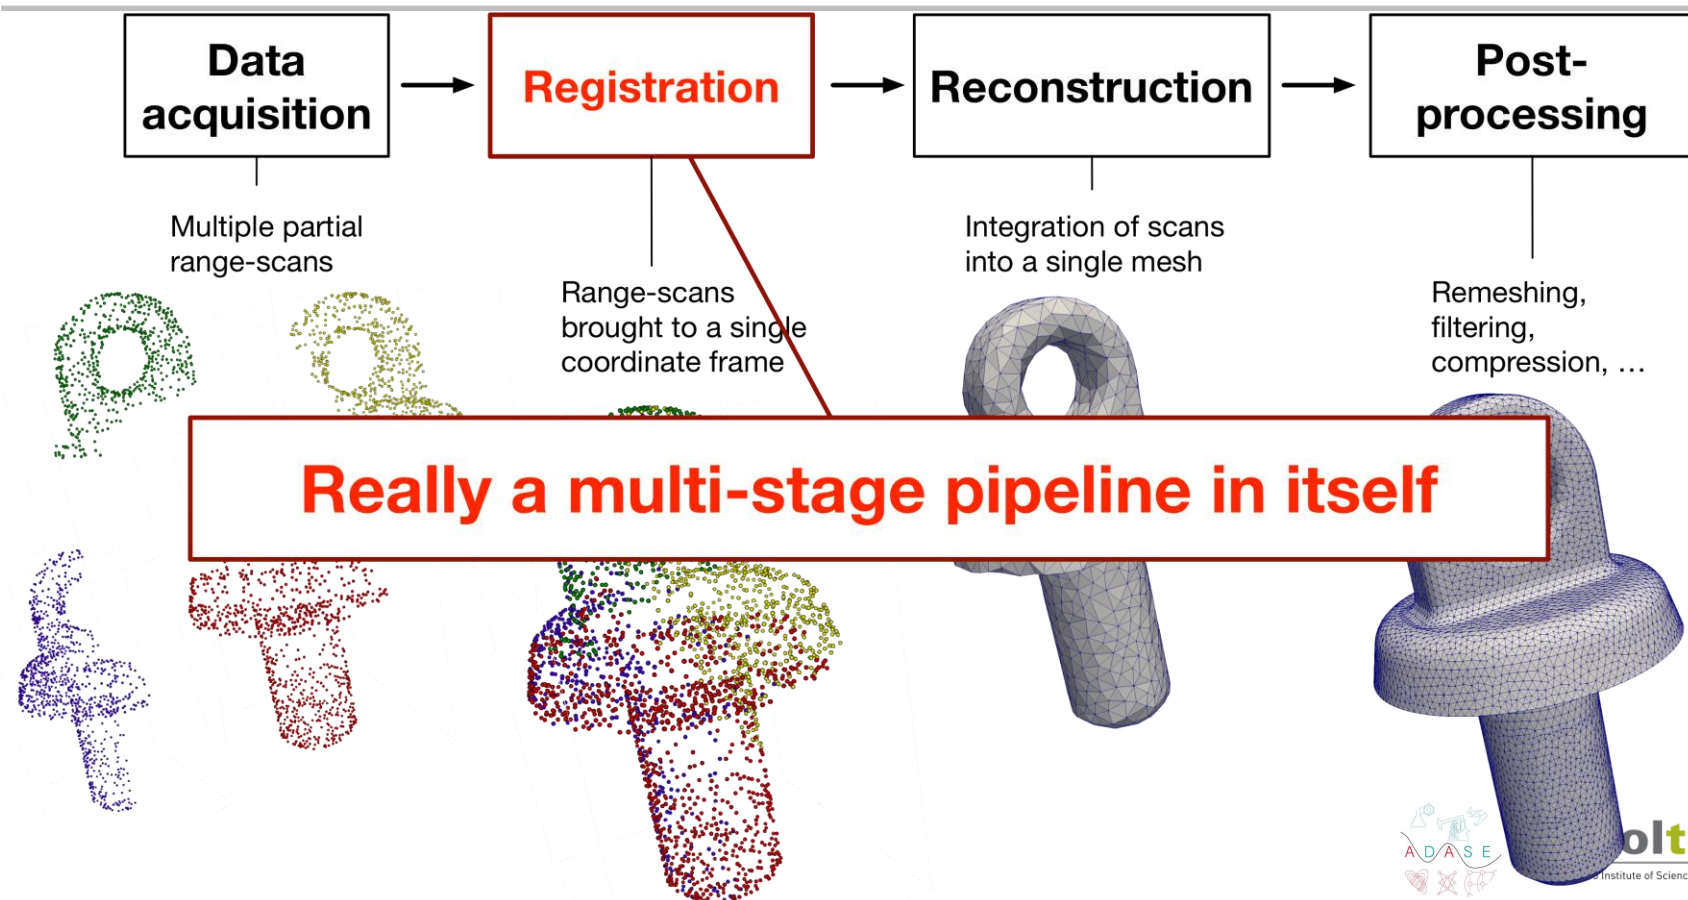 Data
acquisition
Registration
Reconstruction
Post-
processing
Multiple partial
range-scans
Range-scans
brought to a single
coordinate frame
Integration of scans
into a single mesh
Remeshing,
filtering,
compression, …
Really a multi-stage pipeline in itself
ADASE
olt
Institute of Scienc